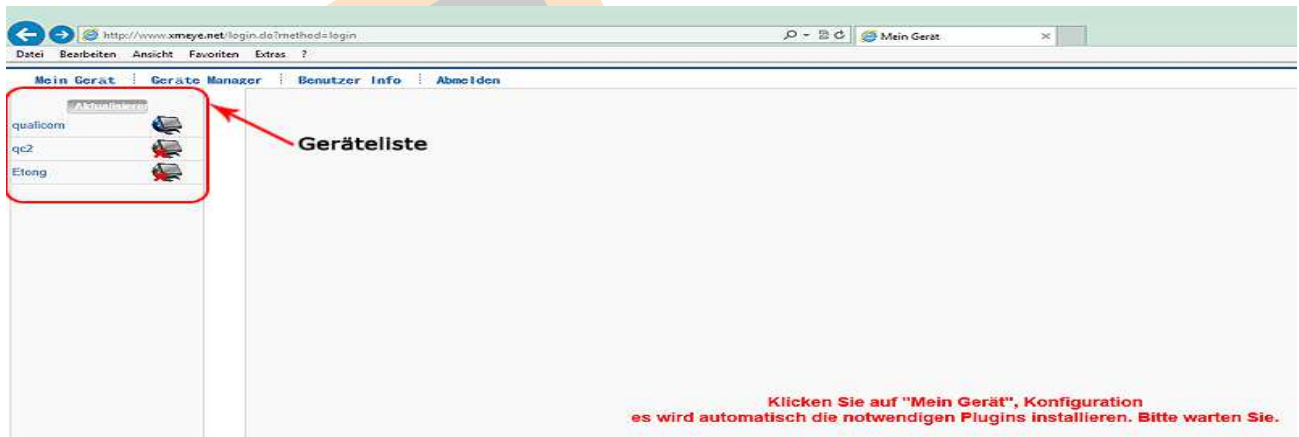 http://www.xmeye.net/login.do?method=login
Mein Gerät
Datei Bearbeiten Ansicht Favoriten Extras ?
Mein Gerät Geräte Manager Benutzer Info Abmelden
Aktualisieren
qualicom
qc2
Etong
Geräteliste
Klicken Sie auf "Mein Gerät", Konfiguration
es wird automatisch die notwendigen Plugins installieren. Bitte warten Sie.